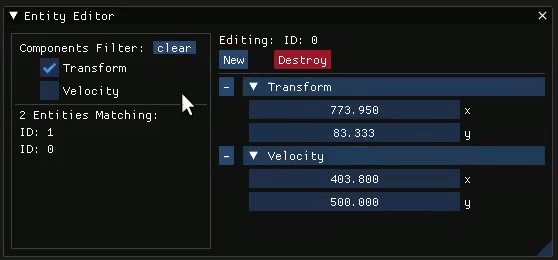 Entity Editor
Components Filter: clear
Transform
Velocity
2 Entities Matching:
ID: 1
ID: 0
Editing: ID: 0
New Destroy
- Transform
773.950 x
83.333 y
- Velocity
403.800 x
500.000 y